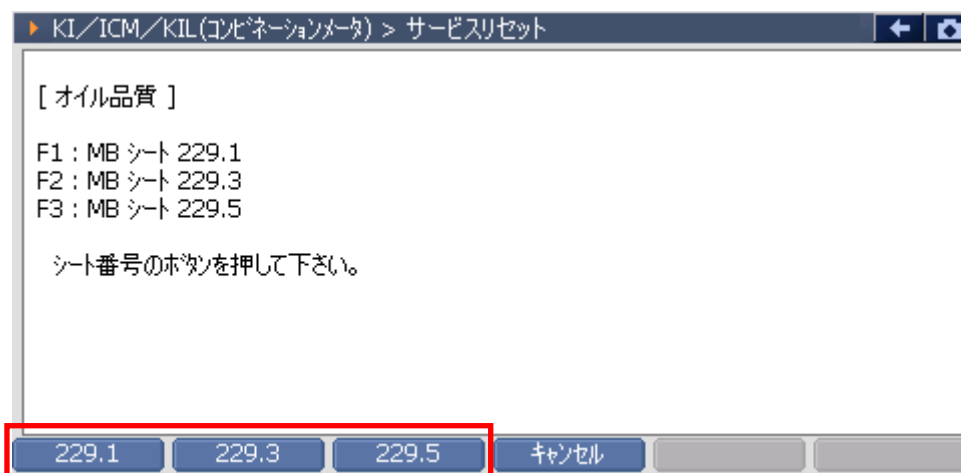 KI／ICM／KIL(ｺﾝﾋﾞﾈｰｼｮﾝﾒｰﾀ) > サービスリセット
[ オイル品質 ]
F1 : MB ｼｰﾄ 229.1
F2 : MB ｼｰﾄ 229.3
F3 : MB ｼｰﾄ 229.5
ｼｰﾄ番号のﾎﾞﾀﾝを押して下さい。
229.1 229.3 229.5 ｷｬﾝｾﾙ